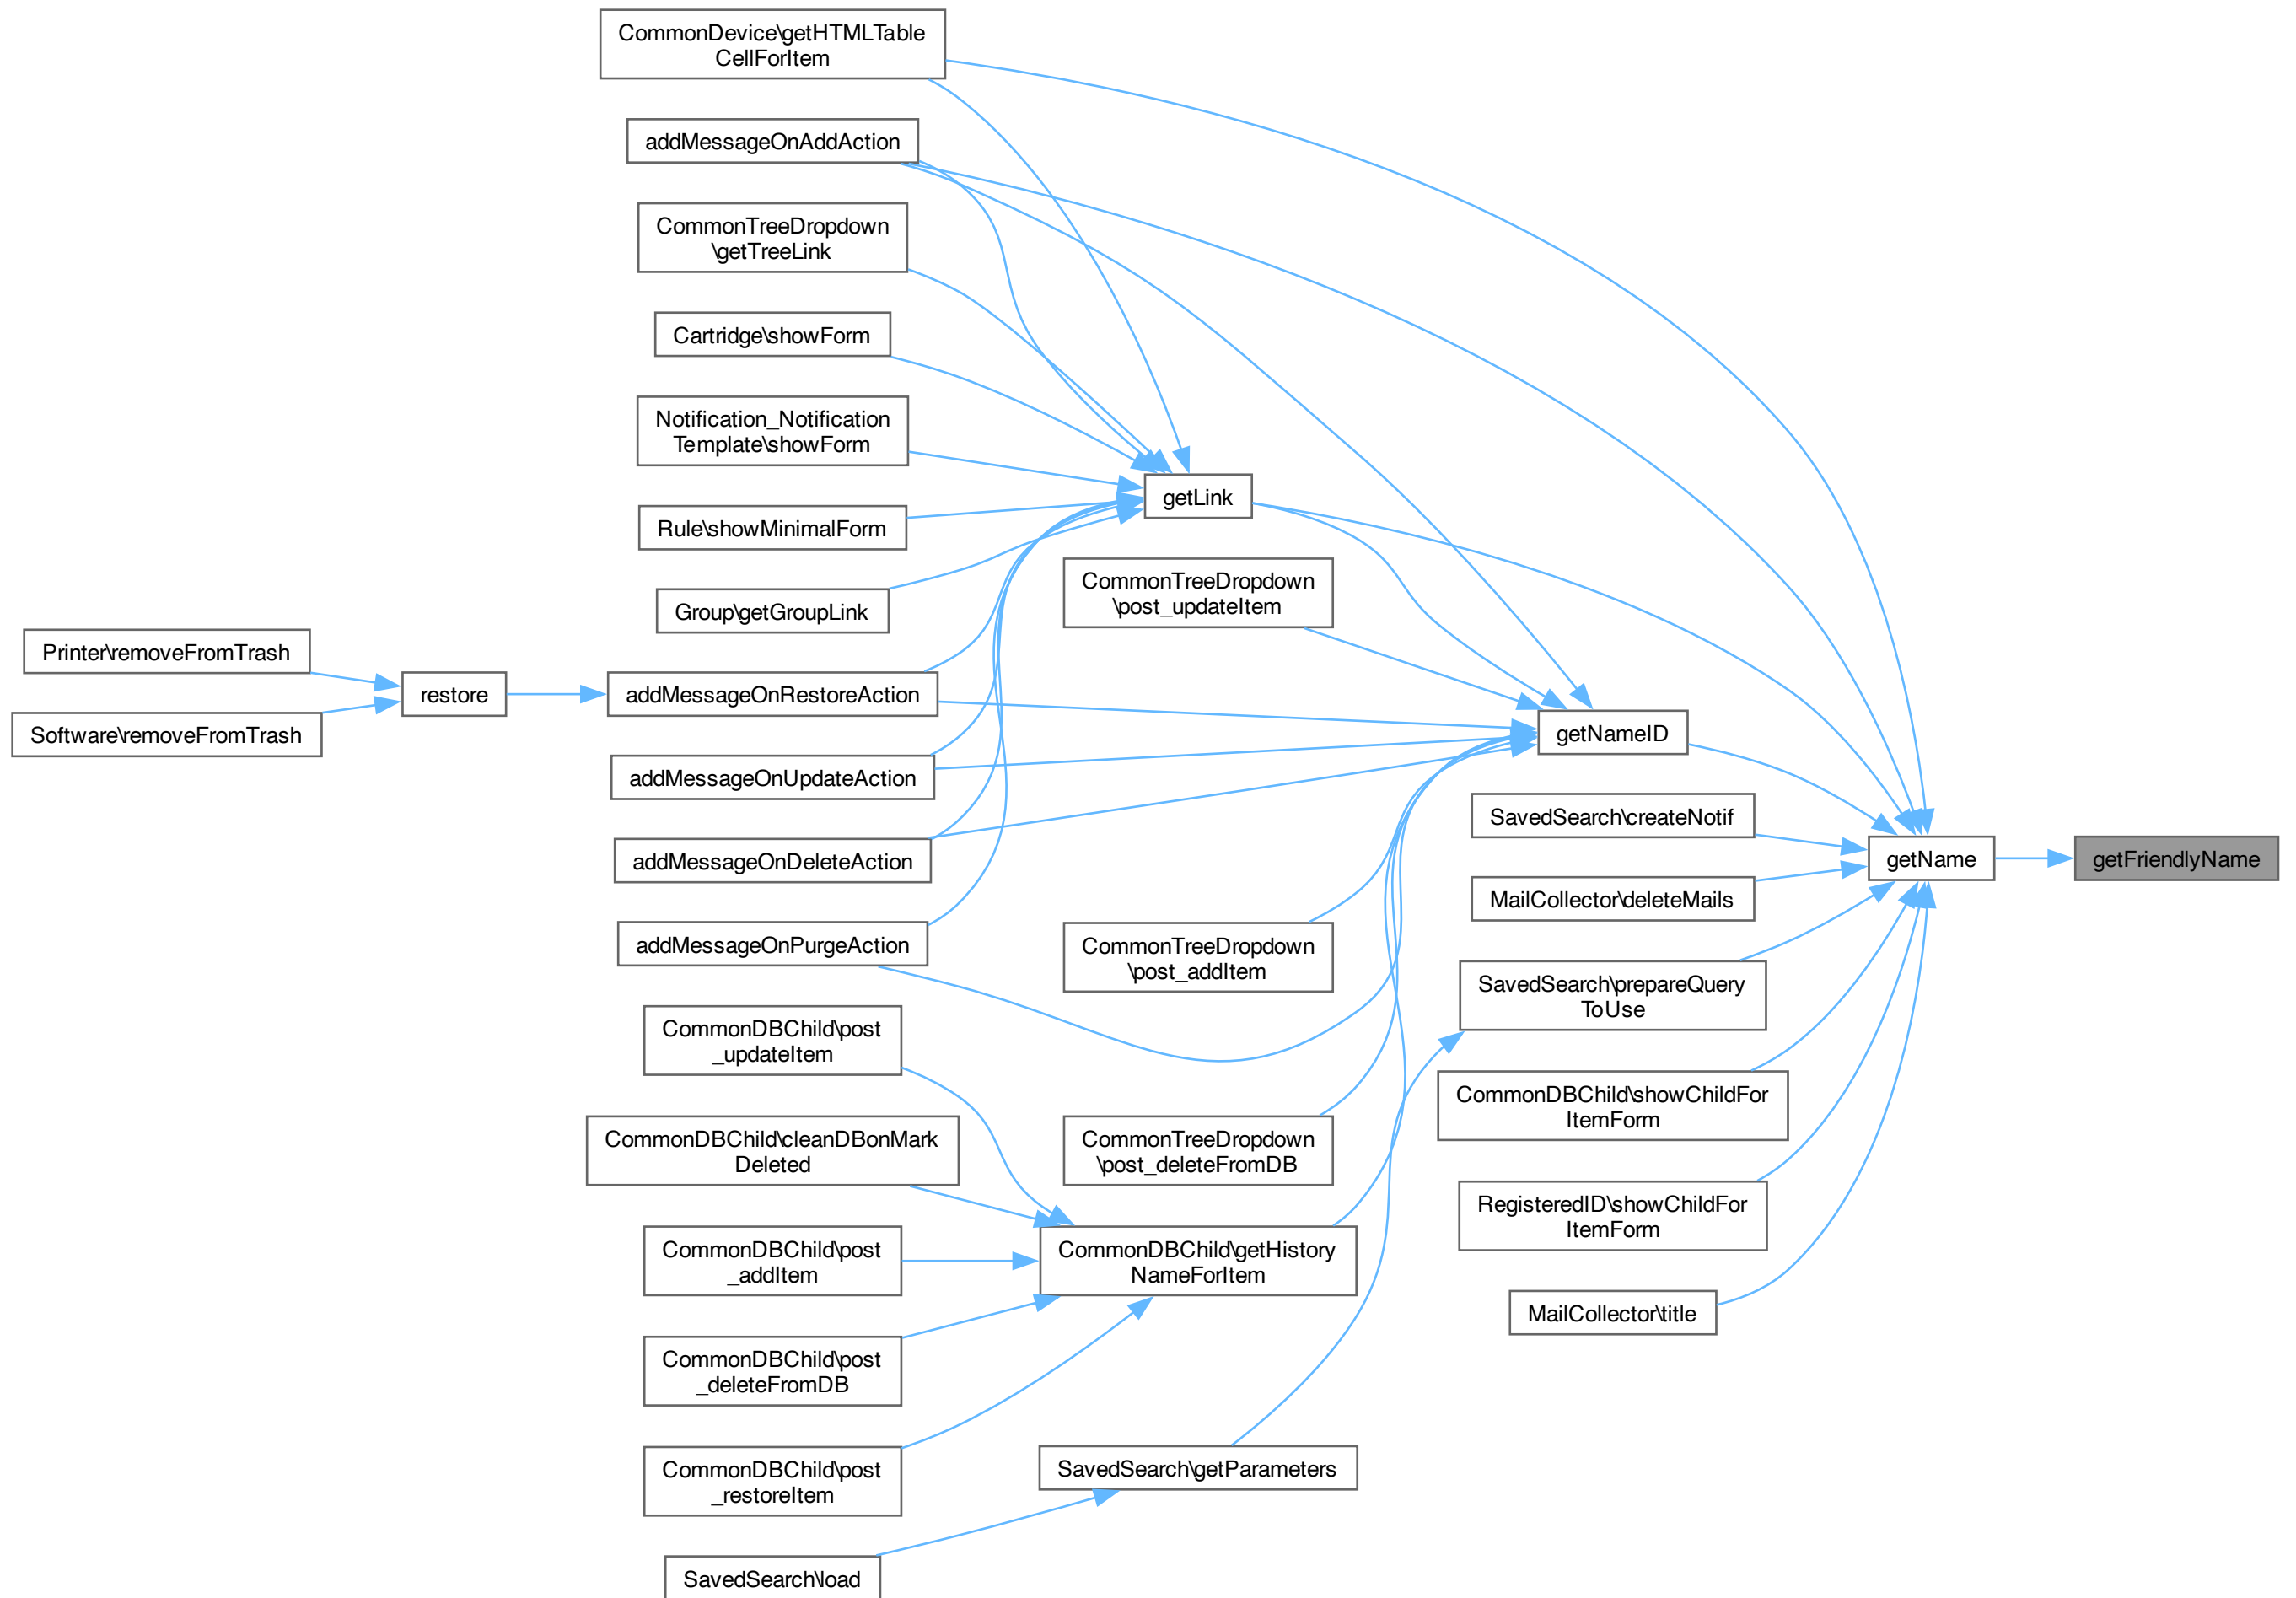 CommonDevice\getHTMLTable
CellForItem
addMessageOnAddAction
CommonTreeDropdown
\getTreeLink
Cartridge\showForm
Notification_Notification
Template\showForm
Rule\showMinimalForm
Group\getGroupLink
addMessageOnRestoreAction
addMessageOnUpdateAction
addMessageOnDeleteAction
addMessageOnPurgeAction
CommonDBChild\post
_updateItem
CommonDBChild\cleanDBonMark
Deleted
CommonDBChild\post
_addItem
CommonDBChild\post
_deleteFromDB
CommonDBChild\post
_restoreItem
SavedSearch\load
Printer\removeFromTrash
Software\removeFromTrash
restore
getLink
CommonTreeDropdown
\post_updateItem
CommonTreeDropdown
\post_addItem
CommonTreeDropdown
\post_deleteFromDB
CommonDBChild\getHistory
NameForItem
SavedSearch\getParameters
getNameID
SavedSearch\createNotif
MailCollector\deleteMails
SavedSearch\prepareQuery
ToUse
CommonDBChild\showChildFor
ItemForm
RegisteredID\showChildFor
ItemForm
MailCollector\title
getName
getFriendlyName